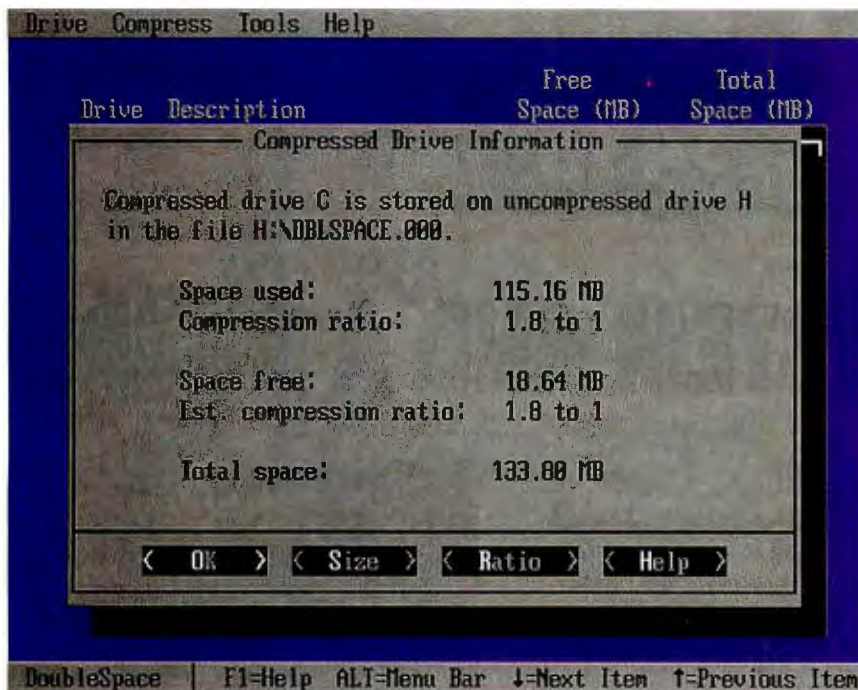 Drive Compress Tools Help
Free Total
Drive Description Space (MB) Space (MB)
Compressed Drive Information
Compressed drive C is stored on uncompressed drive H
in the file H:\DBLSPACE.000.
Space used: 115.16 MB
Compression ratio: 1.8 to 1
Space free: 18.64 MB
Est. compression ratio: 1.8 to 1
Total space: 133.80 MB
< OK > < Size > < Ratio > < Help >
DoubleSpace | F1=Help ALT=Menu Bar ↓=Next Item ↑=Previous Item